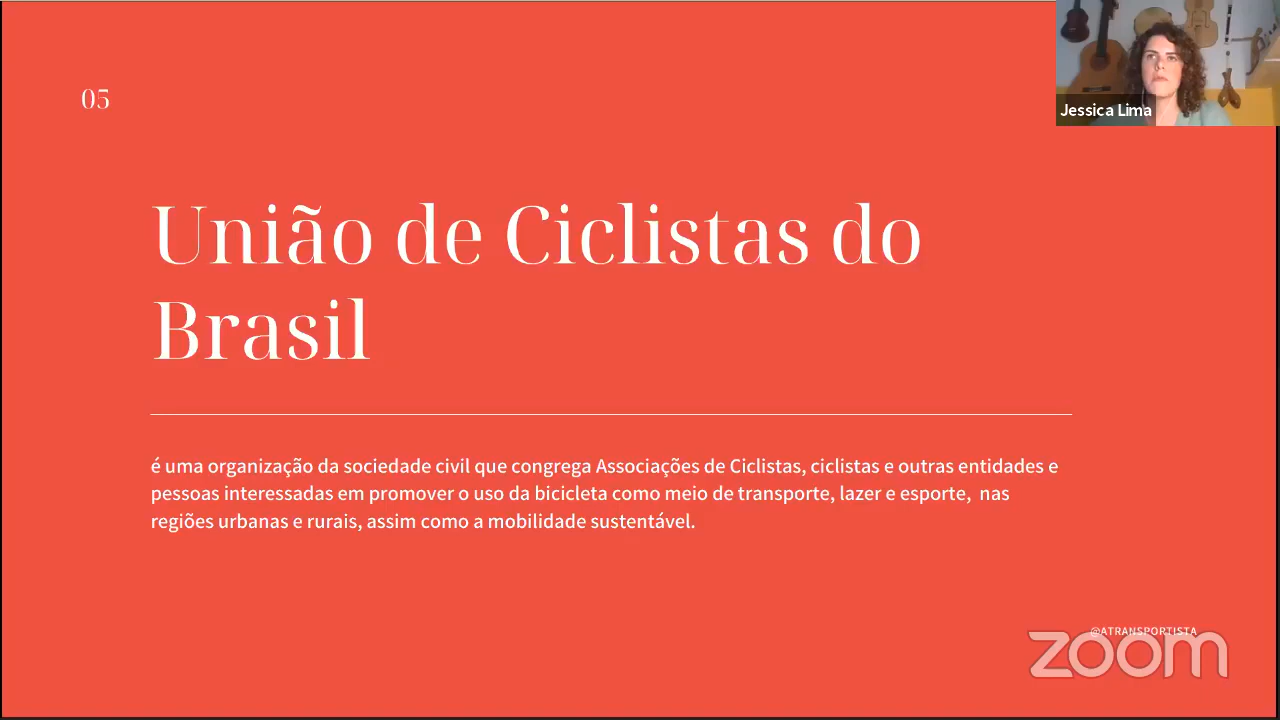 05
Jessica Lima
União de Ciclistas do
Brasil
é uma organização da sociedade civil que congrega Associações de Ciclistas, ciclistas e outras entidades e
pessoas interessadas em promover o uso da bicicleta como meio de transporte, lazer e esporte,  nas
regiões urbanas e rurais, assim como a mobilidade sustentável.
@ATRANSPORTISTA
zoom